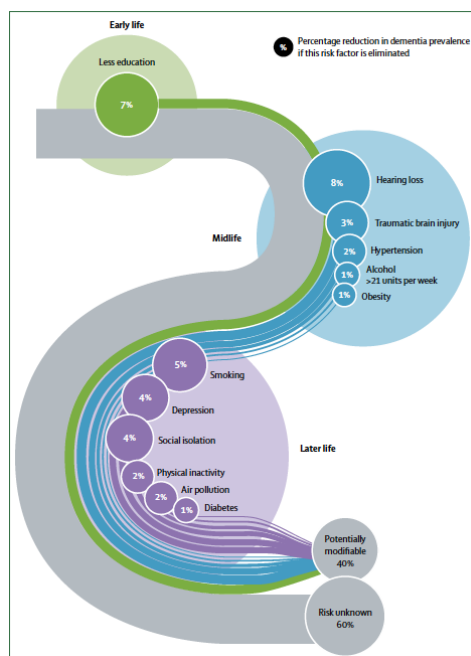 Early life
% Percentage reduction in dementia prevalence
if this risk factor is eliminated
Less education
7%
8%
Hearing loss
3%
Traumatic brain injury
Midlife
2%
Hypertension
1%
Alcohol
>21 units per week
1%
Obesity
5%
Smoking
4%
Depression
4%
Social isolation
Later life
2%
Physical inactivity
2%
Air pollution
1%
Diabetes
Potentially
modifiable
40%
Risk unknown
60%